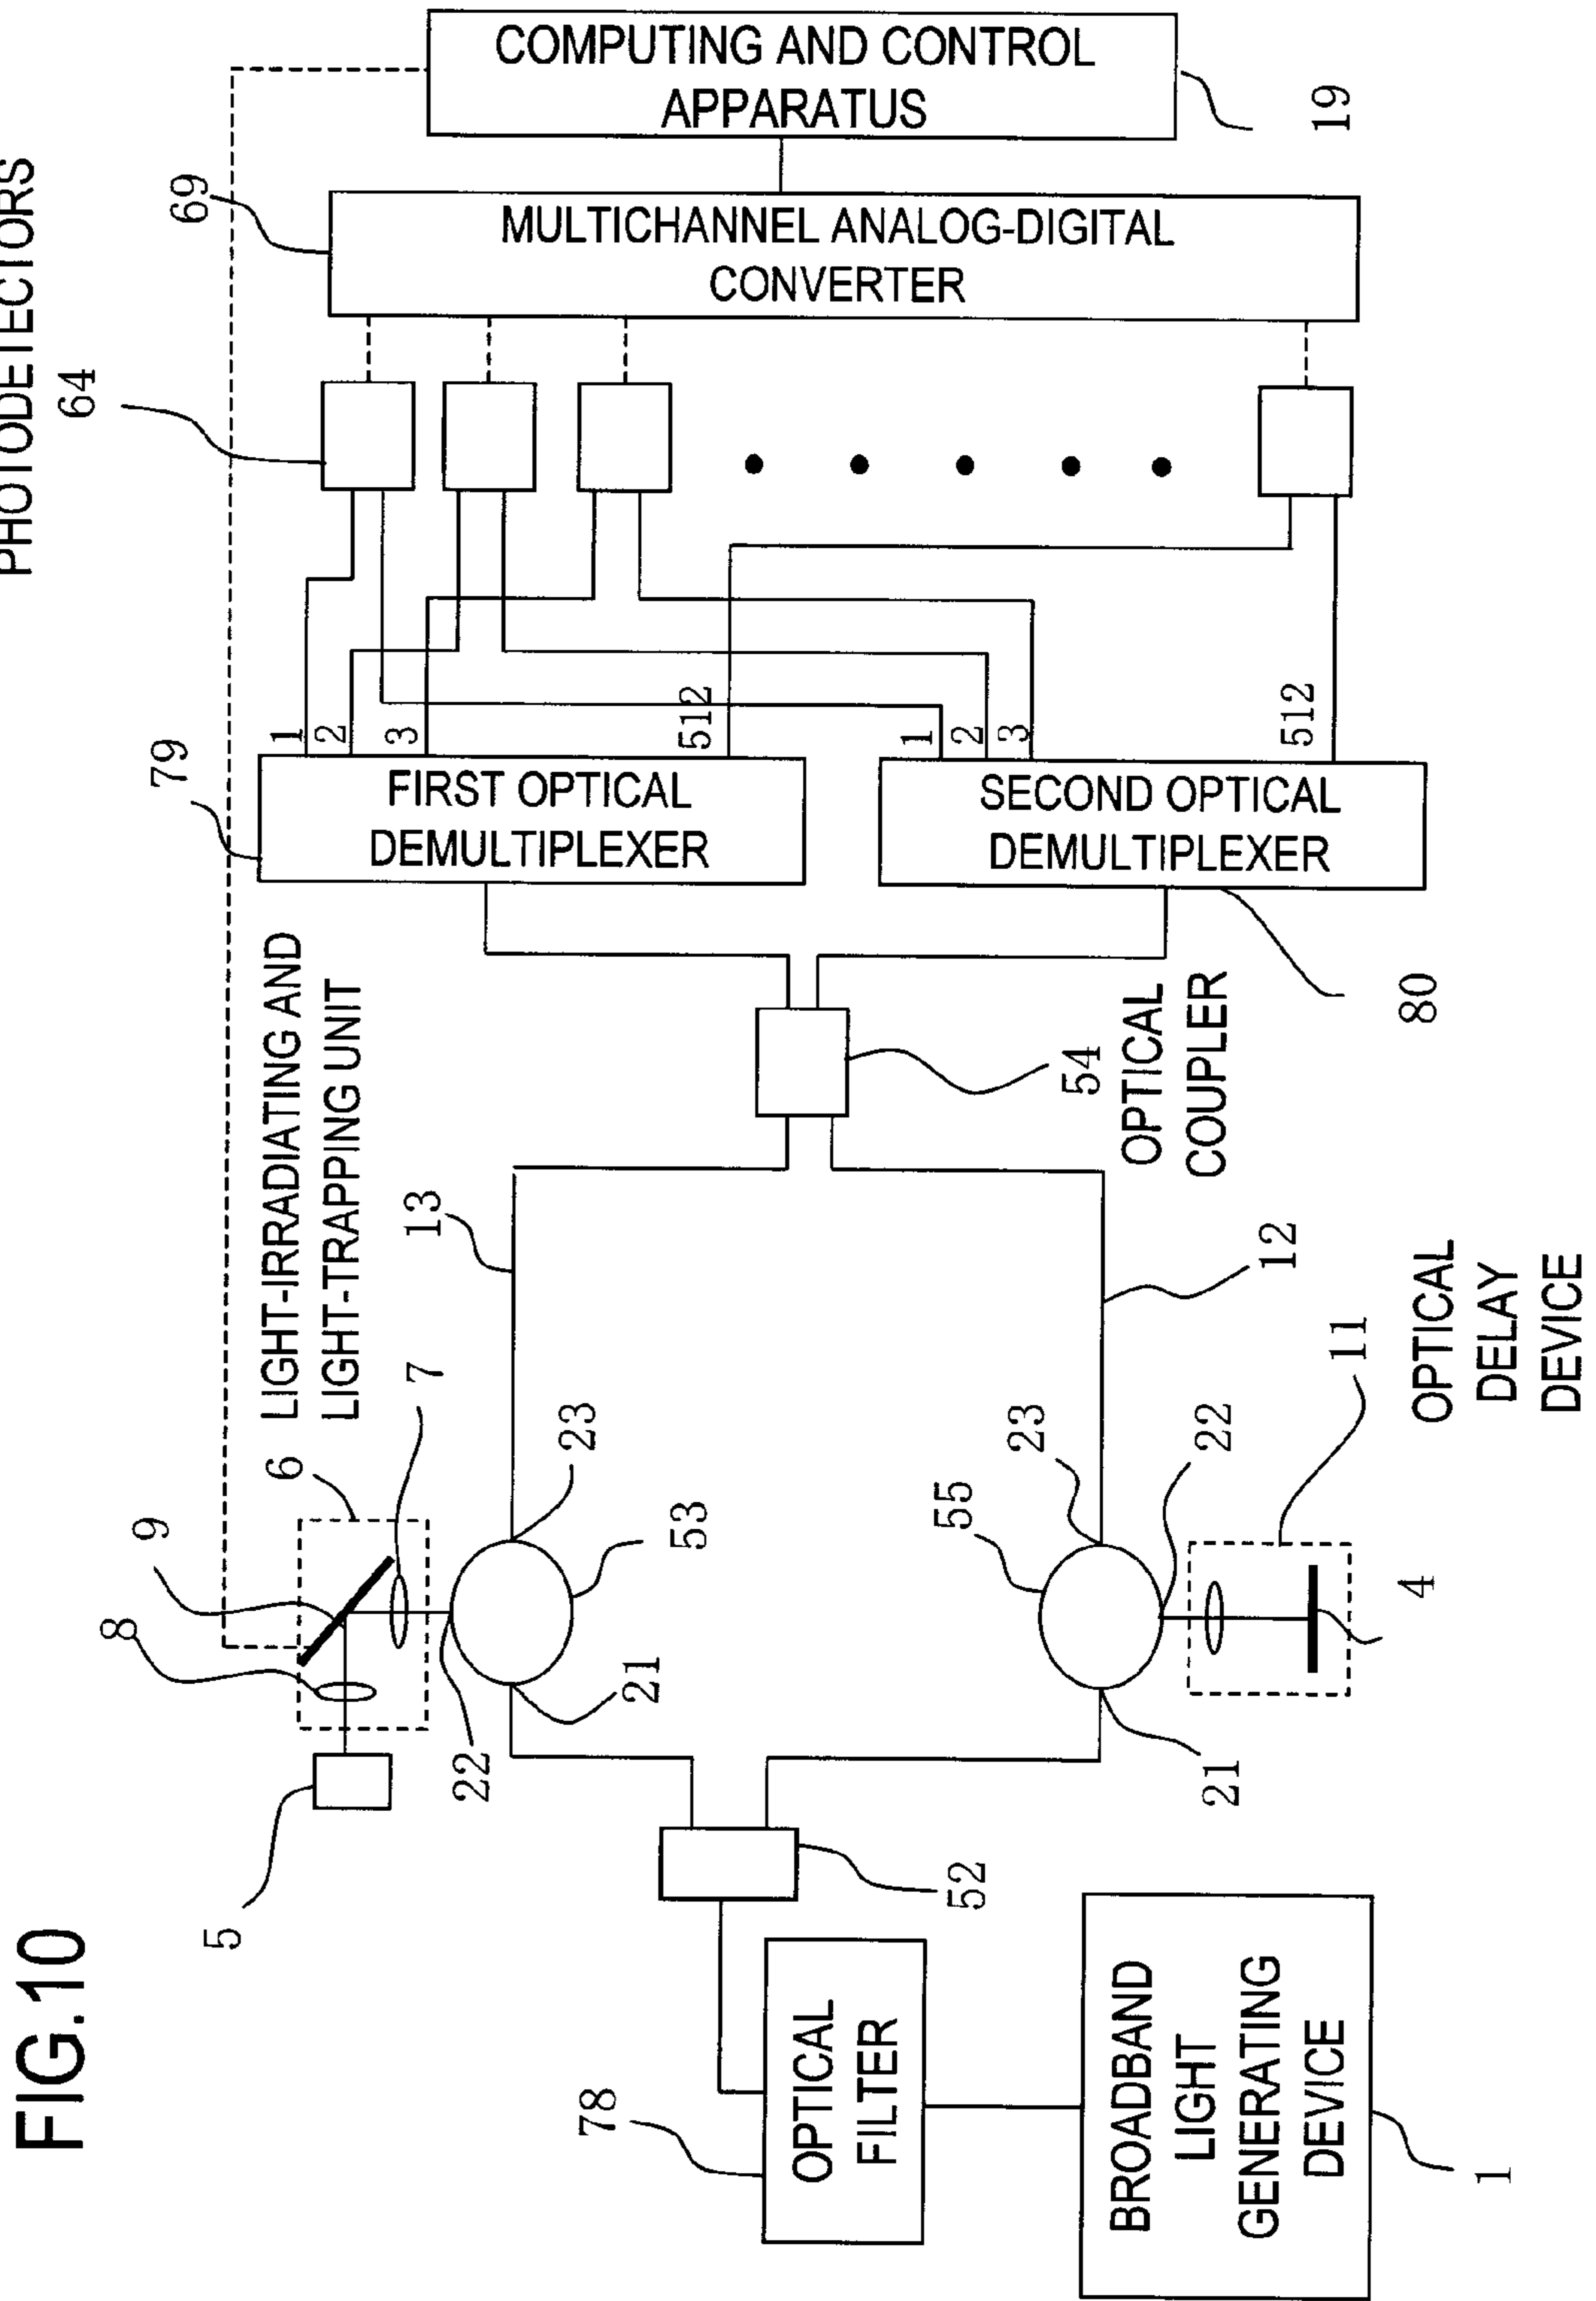 FIG.10
PHOTODETECTORS
64
69
COMPUTING AND CONTROL
APPARATUS
19
MULTICHANNEL ANALOG-DIGITAL
CONVERTER
1
2
3
512
1
2
3
512
79
FIRST OPTICAL
DEMULTIPLEXER
SECOND OPTICAL
DEMULTIPLEXER
80
LIGHT-IRRADIATING AND
LIGHT-TRAPPING UNIT
54
OPTICAL
COUPLER
13
12
6
7
9
8
5
22
21
23
53
55
23
22
21
11
4
OPTICAL
DELAY
DEVICE
52
78
OPTICAL
FILTER
BROADBAND
LIGHT
GENERATING
DEVICE
1